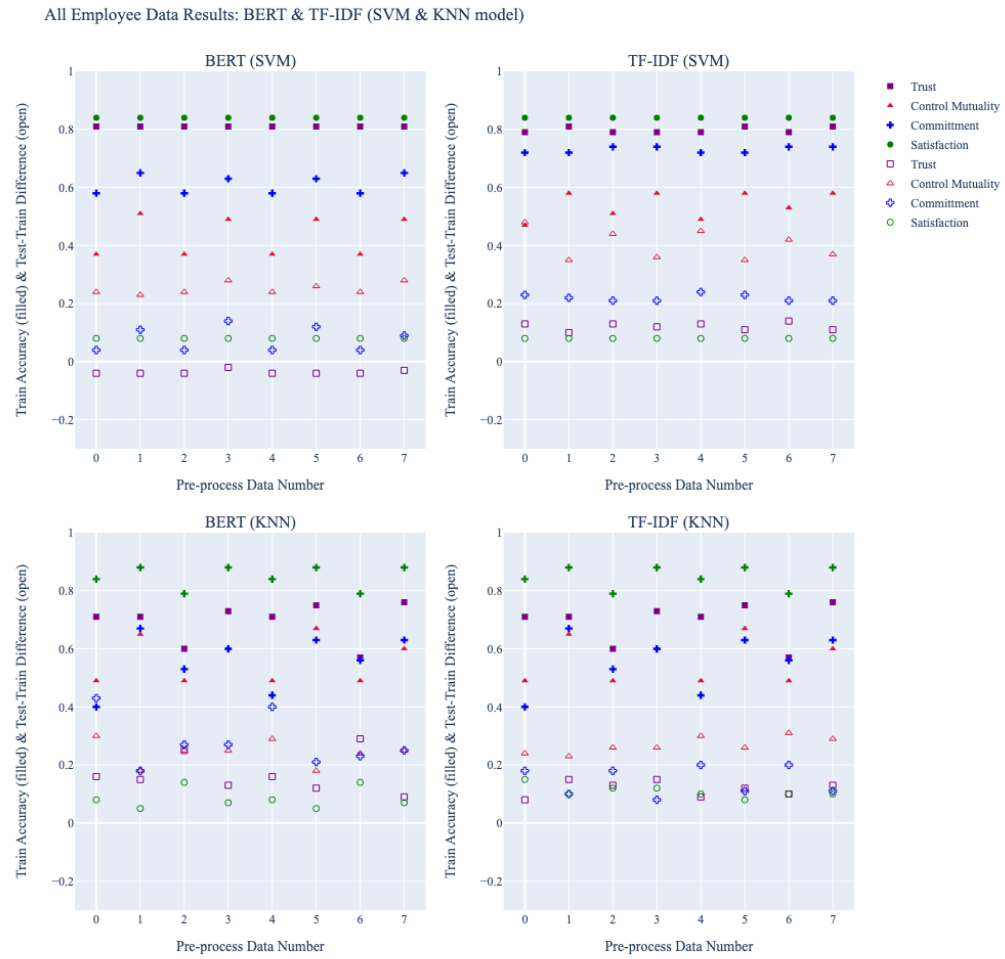 All Employee Data Results: BERT & TF-IDF (SVM & KNN model)
BERT (SVM)
Train Accuracy (filled) & Test-Train Difference (open)
1
0.8
0.6
0.4
0.2
0
−0.2
0 1 2 3 4 5 6 7
Pre-process Data Number
TF-IDF (SVM)
Train Accuracy (filled) & Test-Train Difference (open)
1
0.8
0.6
0.4
0.2
0
−0.2
0 1 2 3 4 5 6 7
Pre-process Data Number
Trust
Control Mutuality
Committment
Satisfaction
Trust
Control Mutuality
Committment
Satisfaction
BERT (KNN)
Train Accuracy (filled) & Test-Train Difference (open)
1
0.8
0.6
0.4
0.2
0
−0.2
0 1 2 3 4 5 6 7
Pre-process Data Number
TF-IDF (KNN)
Train Accuracy (filled) & Test-Train Difference (open)
1
0.8
0.6
0.4
0.2
0
−0.2
0 1 2 3 4 5 6 7
Pre-process Data Number